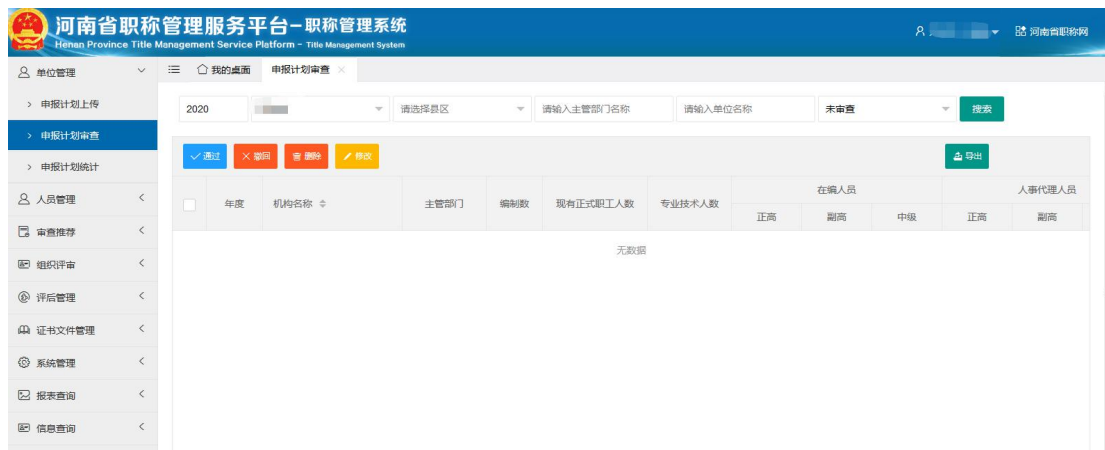 河南省职称管理服务平台-职称管理系统
Henan Province Title Management Service Platform - Title Management System
河南省职称网
单位管理
申报计划上传
申报计划审查
申报计划统计
人员管理
审查推荐
组织评审
评后管理
证书文件管理
系统管理
报表查询
信息查询
我的桌面 申报计划审查
2020 请选择县区 请输入主管部门名称 请输入单位名称 未审查 搜索
通过 撤回 删除 修改 导出
年度 机构名称 主管部门 编制数 现有正式职工人数 专业技术人数 在编人员 人事代理人员
正高 副高 中级 正高 副高
无数据